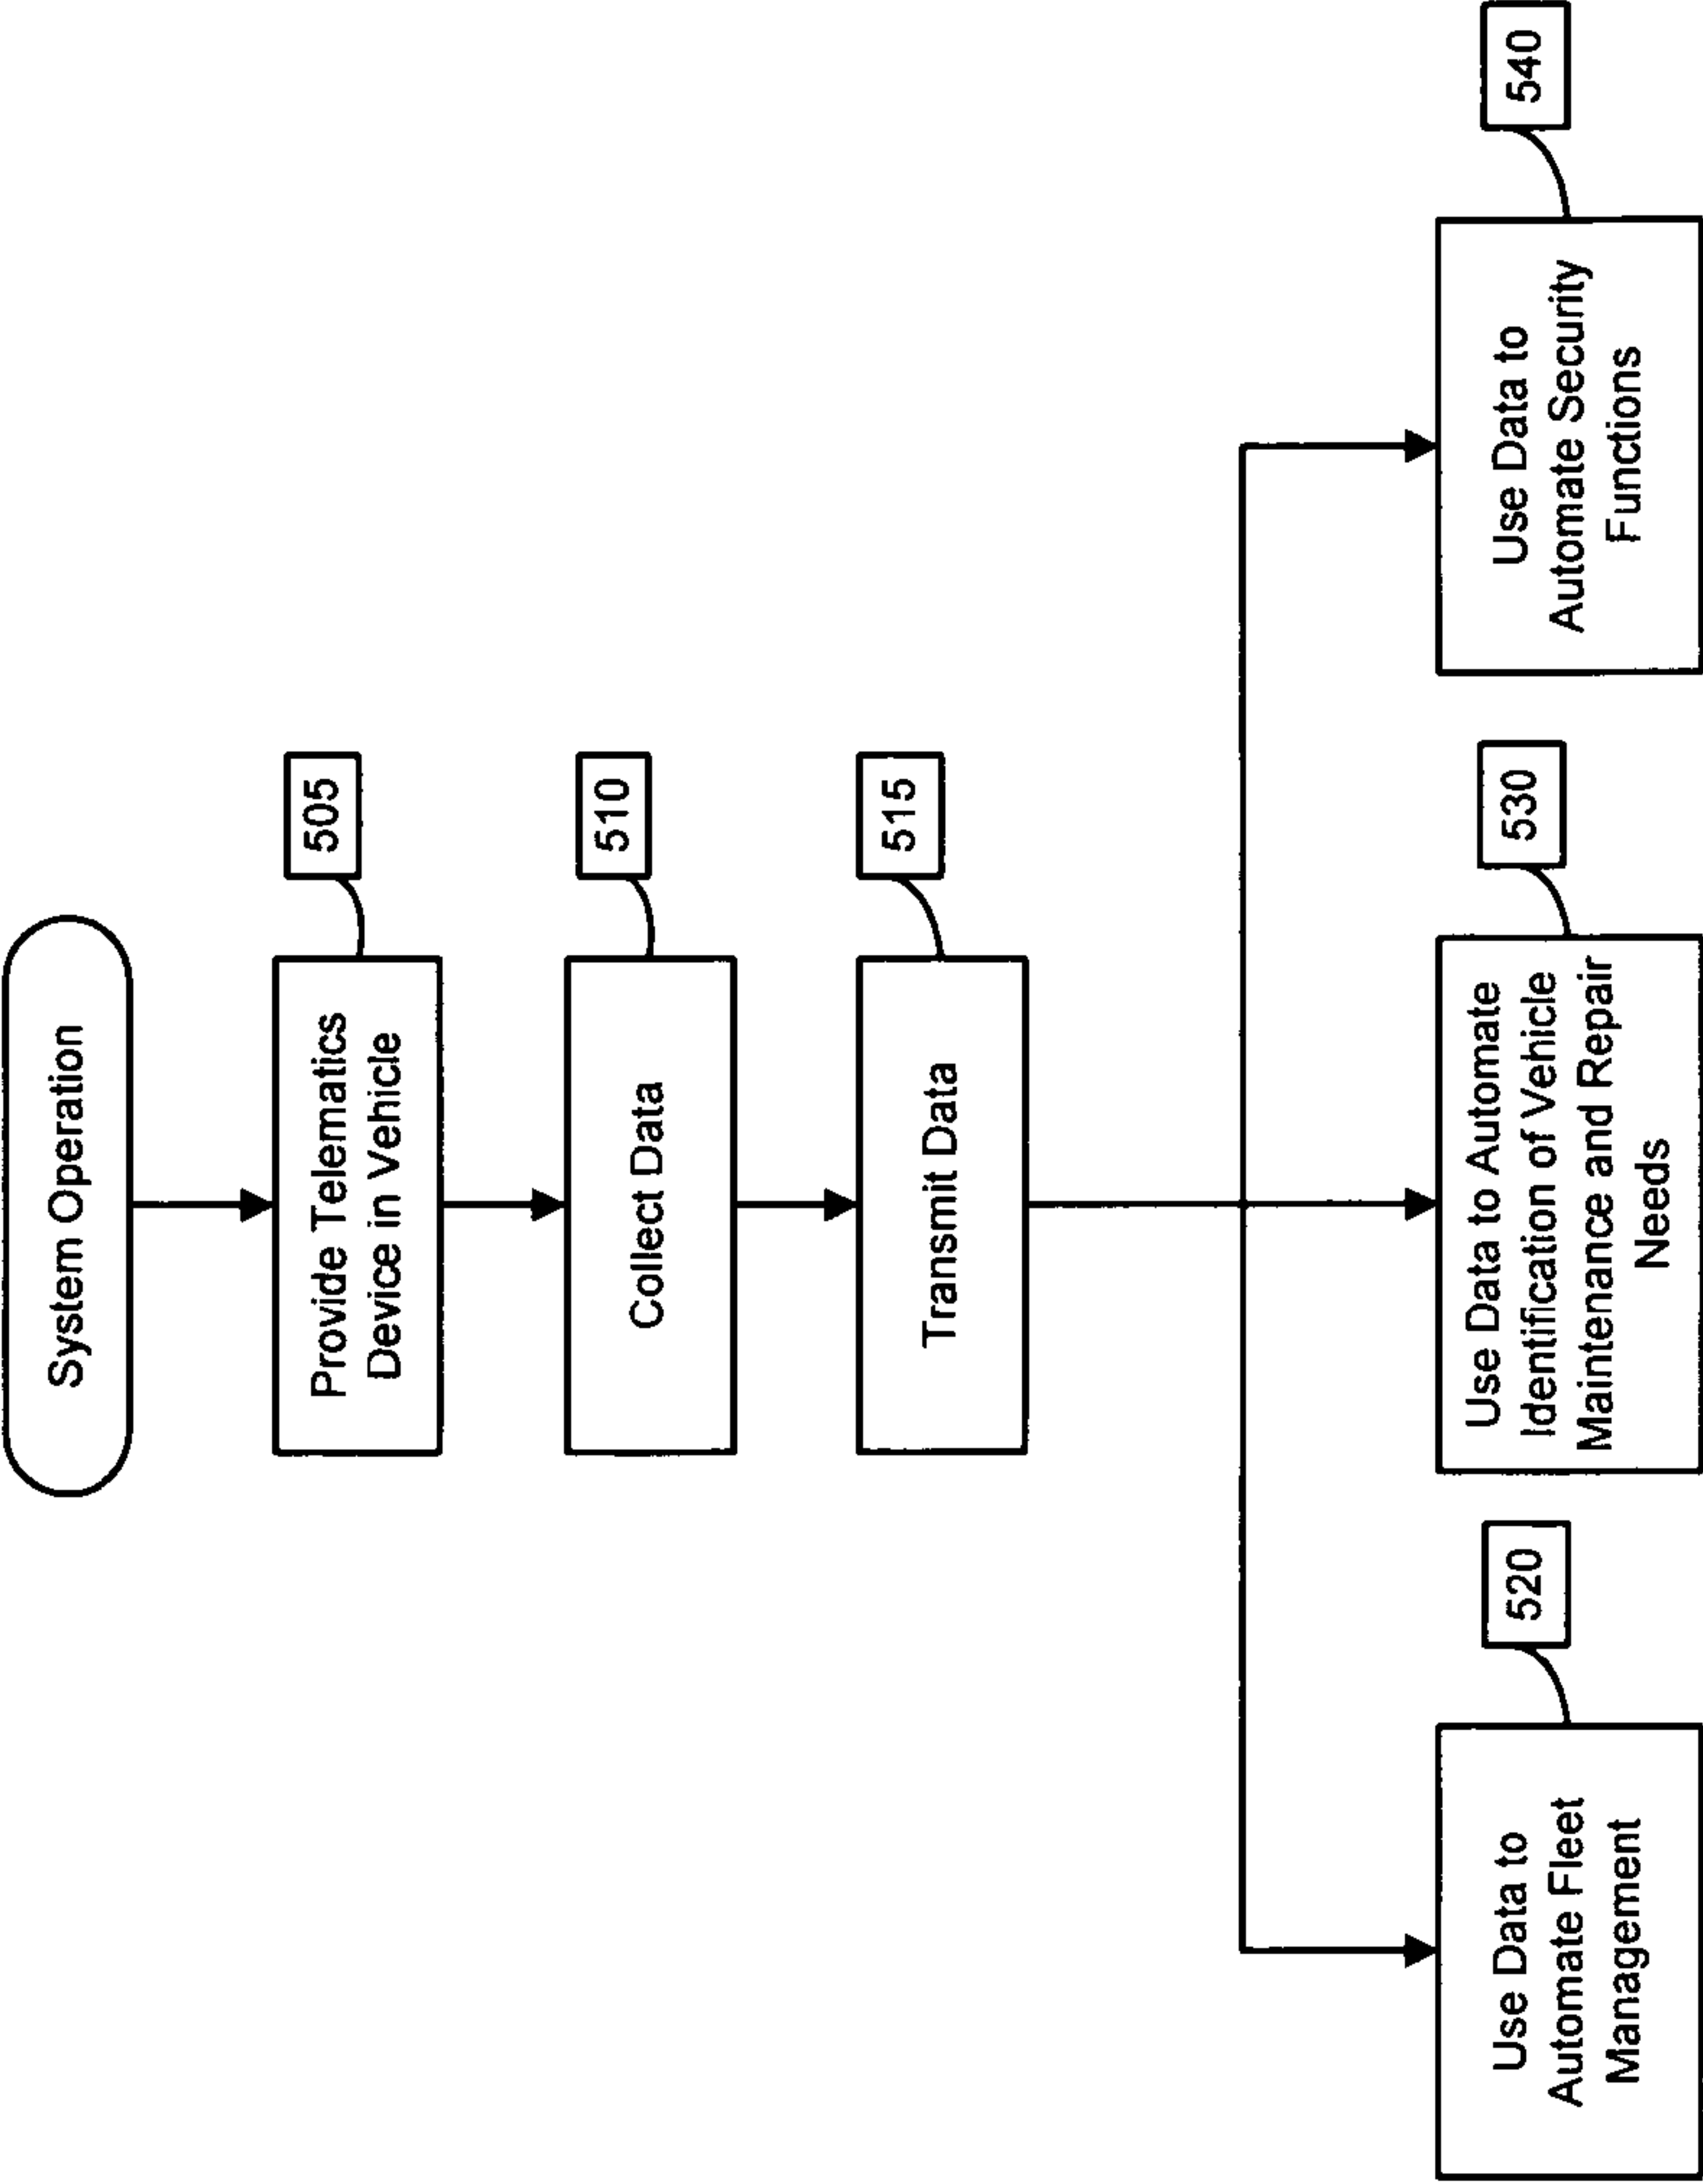 System Operation
505
Provide Telematics
Device in Vehicle
510
Collect Data
515
Transmit Data
520
Use Data to
Automate Fleet
Management
530
Use Data to Automate
Identification of Vehicle
Maintenance and Repair
Needs
540
Use Data to
Automate Security
Functions